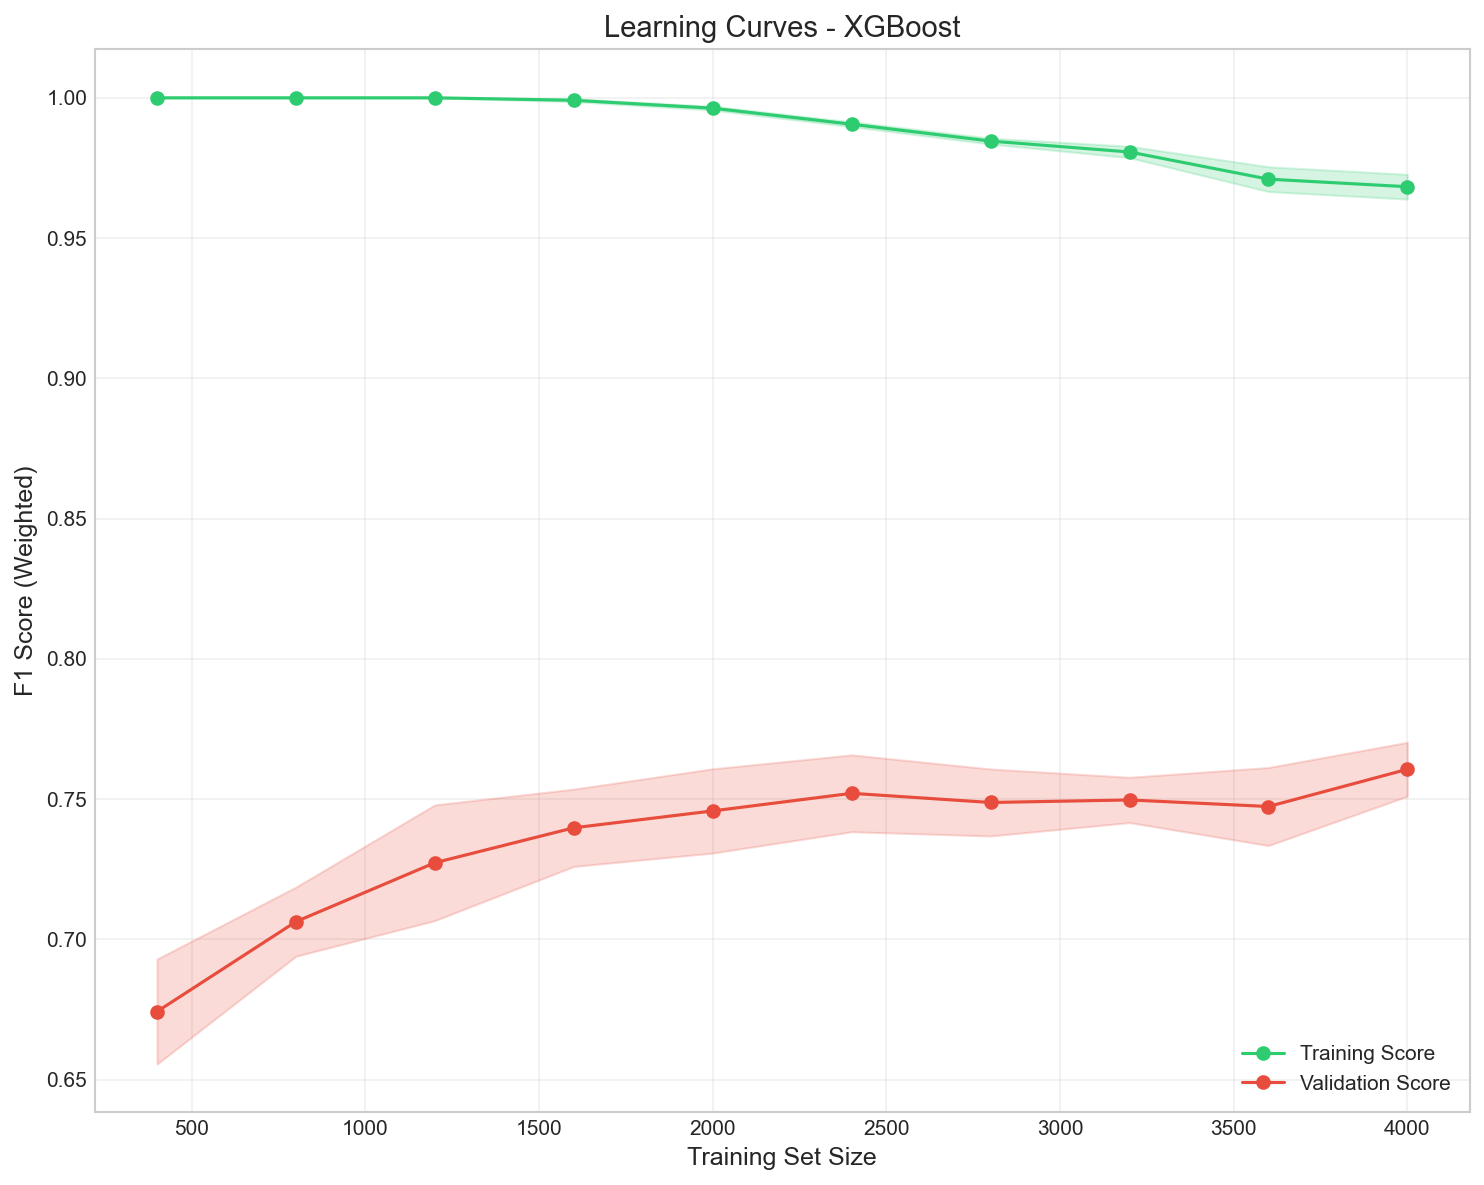 Learning Curves - XGBoost
1.00
0.95
0.90
0.85
0.80
0.75
0.70
0.65
F1 Score (Weighted)
Training Score
Validation Score
500 1000 1500 2000 2500 3000 3500 4000
Training Set Size